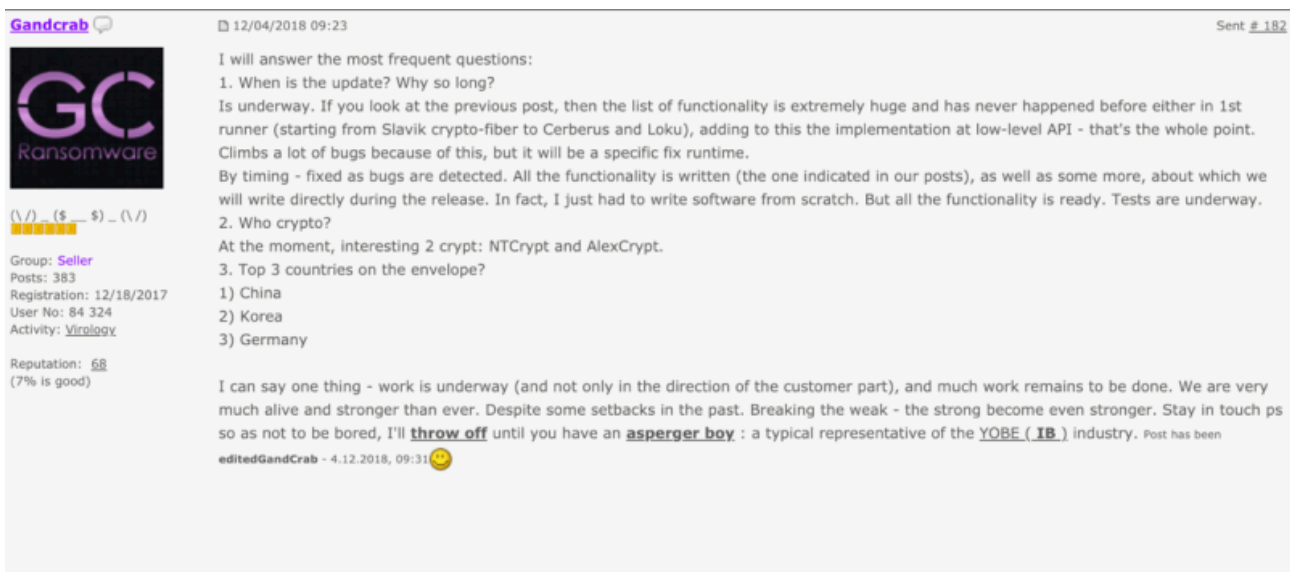 Gandcrab
12/04/2018 09:23
Sent # 182
GC
Ransomware
(\ /) _ ($ __ $) _ (\ /)
Group: Seller
Posts: 383
Registration: 12/18/2017
User No: 84 324
Activity: Virology
Reputation: 68
(7% is good)
I will answer the most frequent questions:
1. When is the update? Why so long?
Is underway. If you look at the previous post, then the list of functionality is extremely huge and has never happened before either in 1st
runner (starting from Slavik crypto-fiber to Cerberus and Loku), adding to this the implementation at low-level API - that's the whole point.
Climbs a lot of bugs because of this, but it will be a specific fix runtime.
By timing - fixed as bugs are detected. All the functionality is written (the one indicated in our posts), as well as some more, about which we
will write directly during the release. In fact, I just had to write software from scratch. But all the functionality is ready. Tests are underway.
2. Who crypto?
At the moment, interesting 2 crypt: NTCrypt and AlexCrypt.
3. Top 3 countries on the envelope?
1) China
2) Korea
3) Germany
I can say one thing - work is underway (and not only in the direction of the customer part), and much work remains to be done. We are very
much alive and stronger than ever. Despite some setbacks in the past. Breaking the weak - the strong become even stronger. Stay in touch ps
so as not to be bored, I'll throw off until you have an asperger boy : a typical representative of the YOBE ( IB ) industry. Post has been
editedGandCrab - 4.12.2018, 09:31